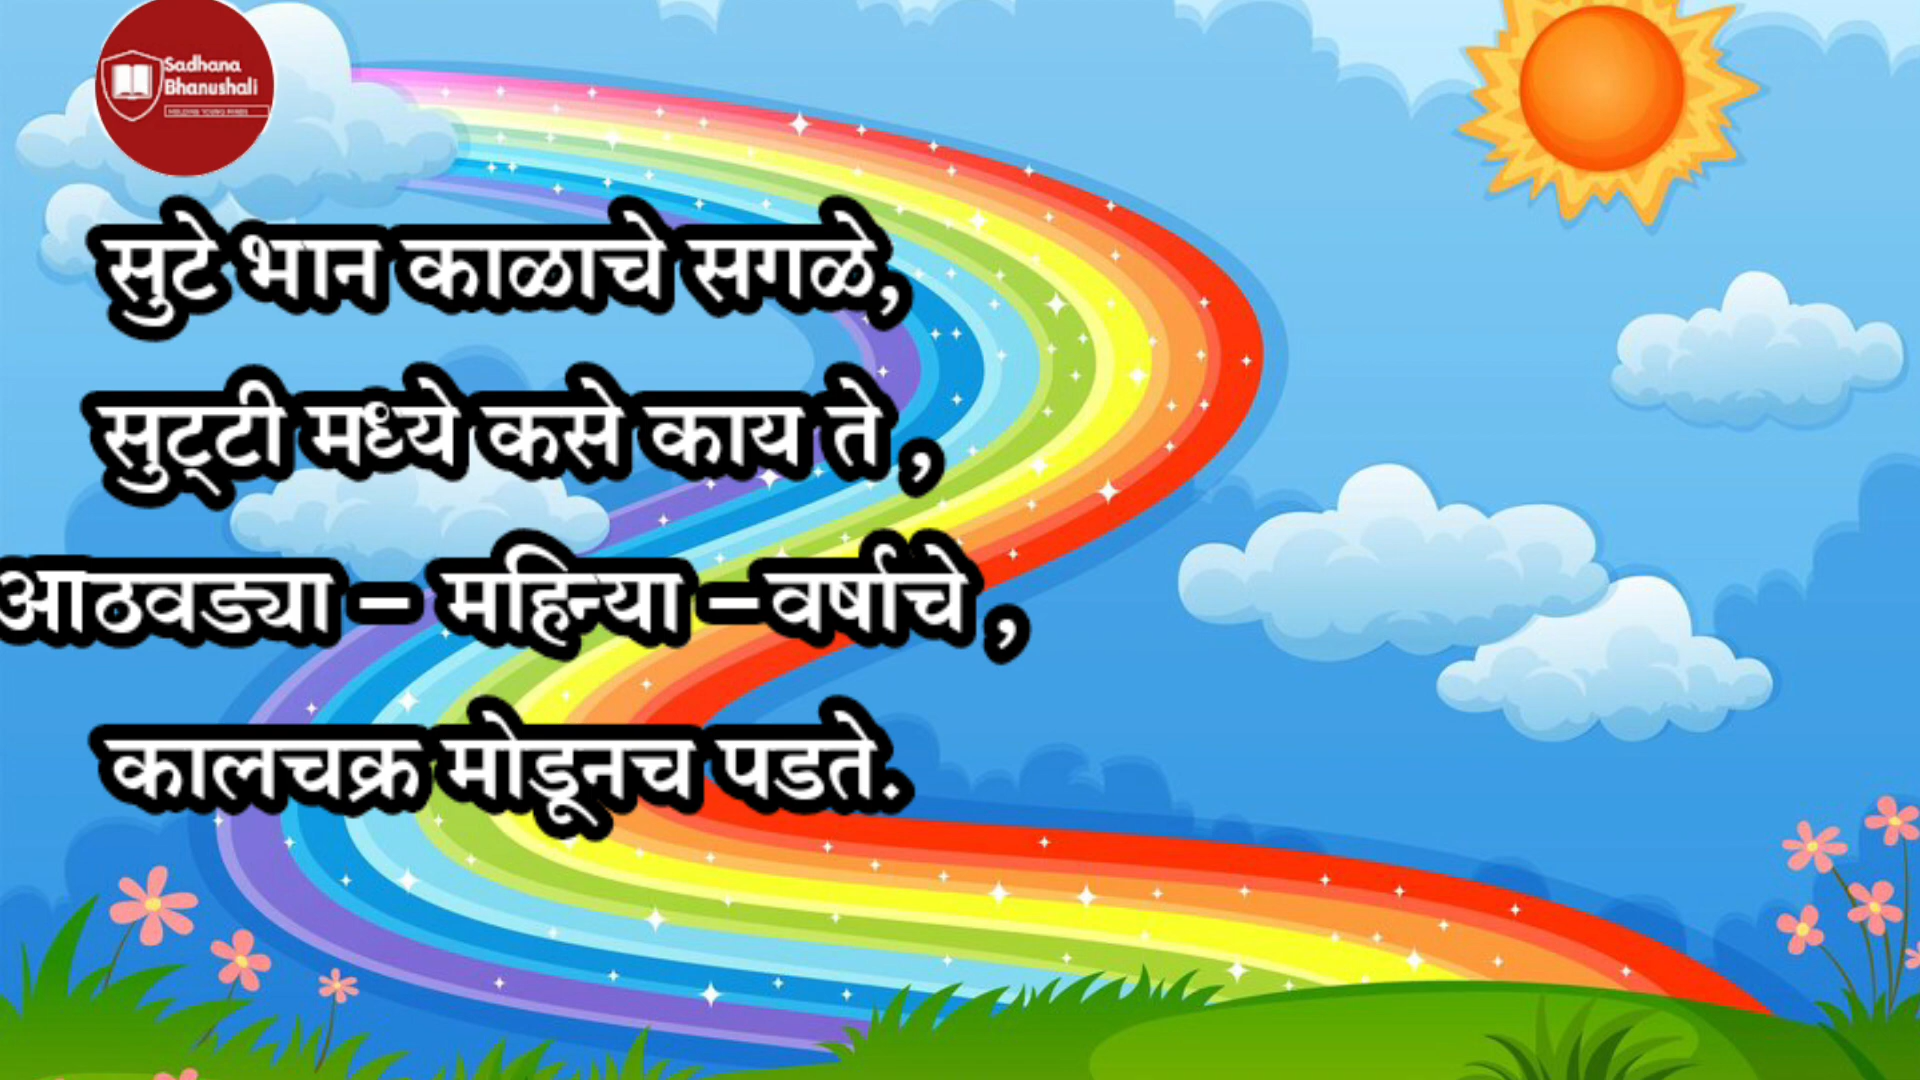 Sadhana
Bhanushali
सुटे भान काळाचे सगळे,
सुट्टी मध्ये कसे काय ते ,
आठवड्या – महिन्या –वर्षाचे ,
कालचक्र मोडूनच पडते.